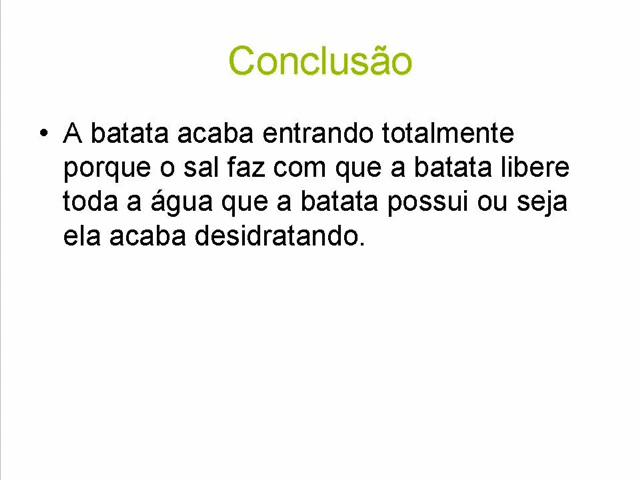 Conclusão
• A batata acaba entrando totalmente
porque o sal faz com que a batata libere
toda a água que a batata possui ou seja
ela acaba desidratando.